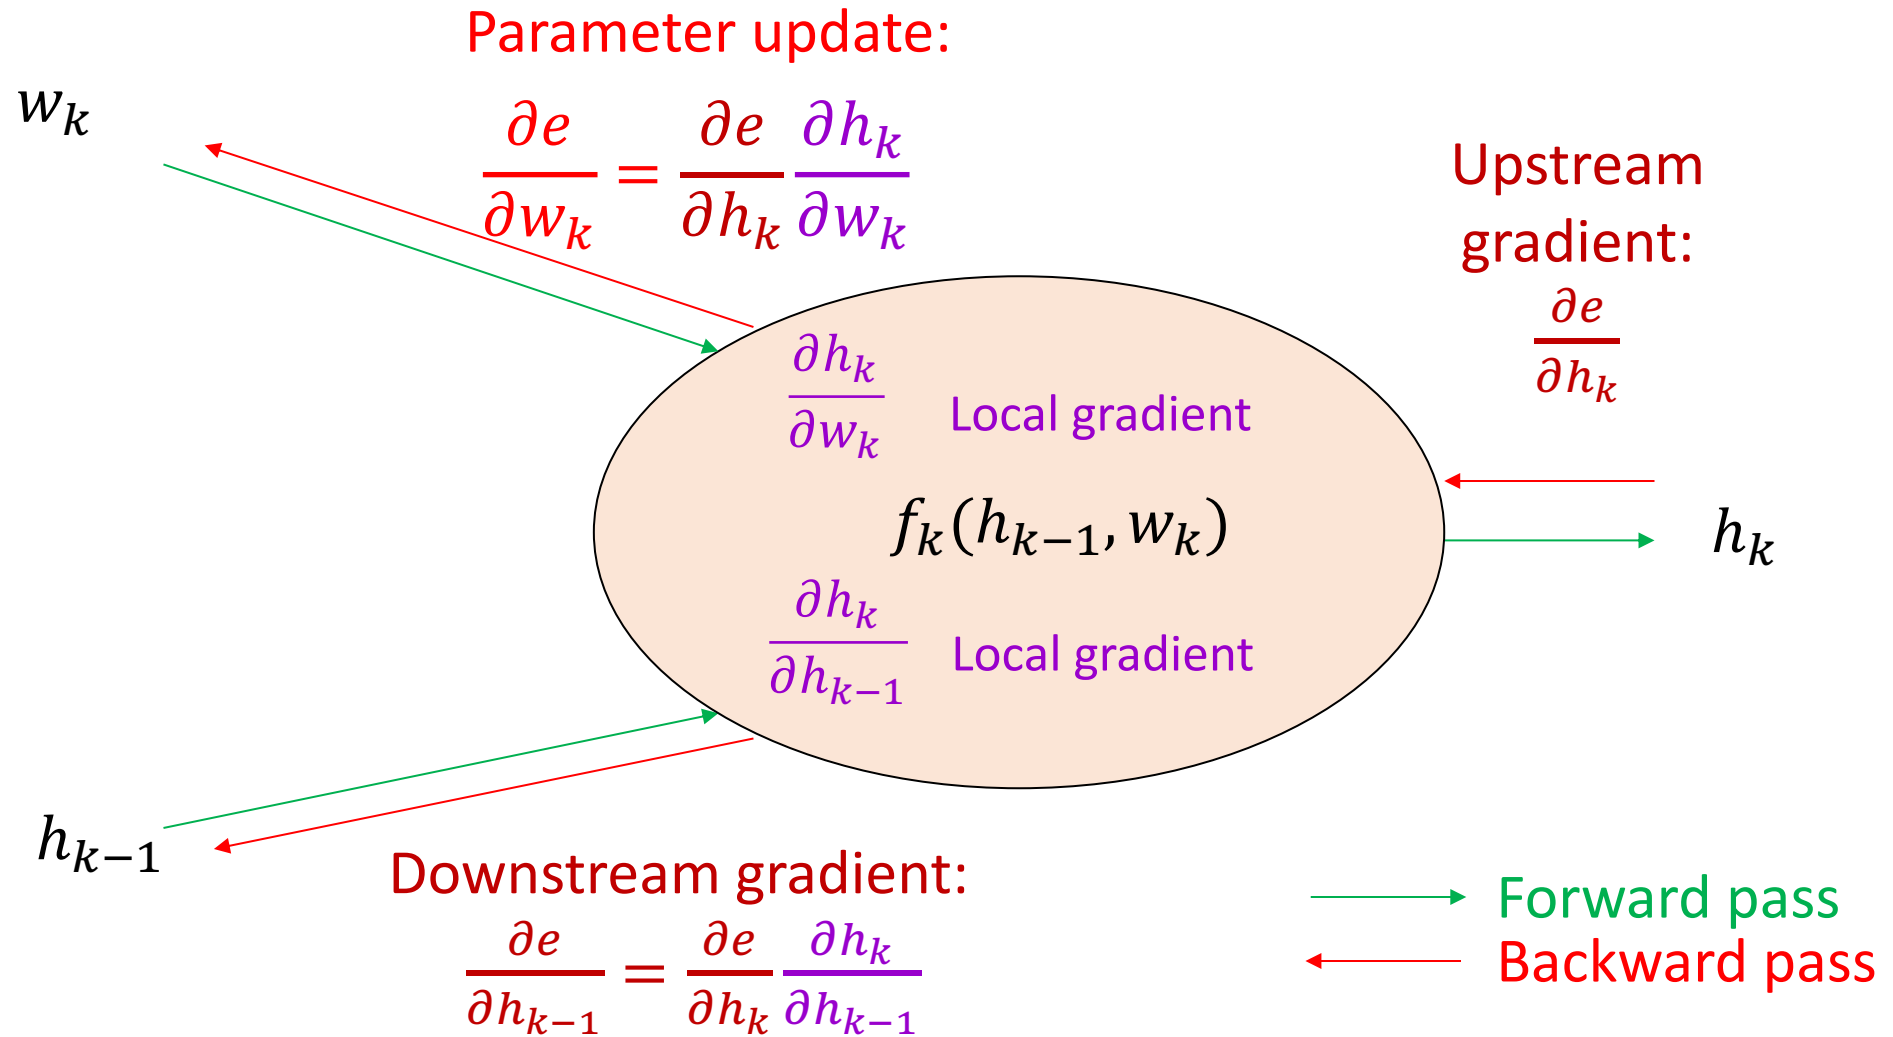 Parameter update:
w_k
∂e/∂w_k = ∂e/∂h_k ∂h_k/∂w_k
Upstream
gradient:
∂e/∂h_k
∂h_k/∂w_k
Local gradient
f_k(h_{k−1}, w_k)
h_k
∂h_k/∂h_{k−1}
Local gradient
h_{k−1}
Downstream gradient:
∂e/∂h_{k−1} = ∂e/∂h_k ∂h_k/∂h_{k−1}
Forward pass
Backward pass